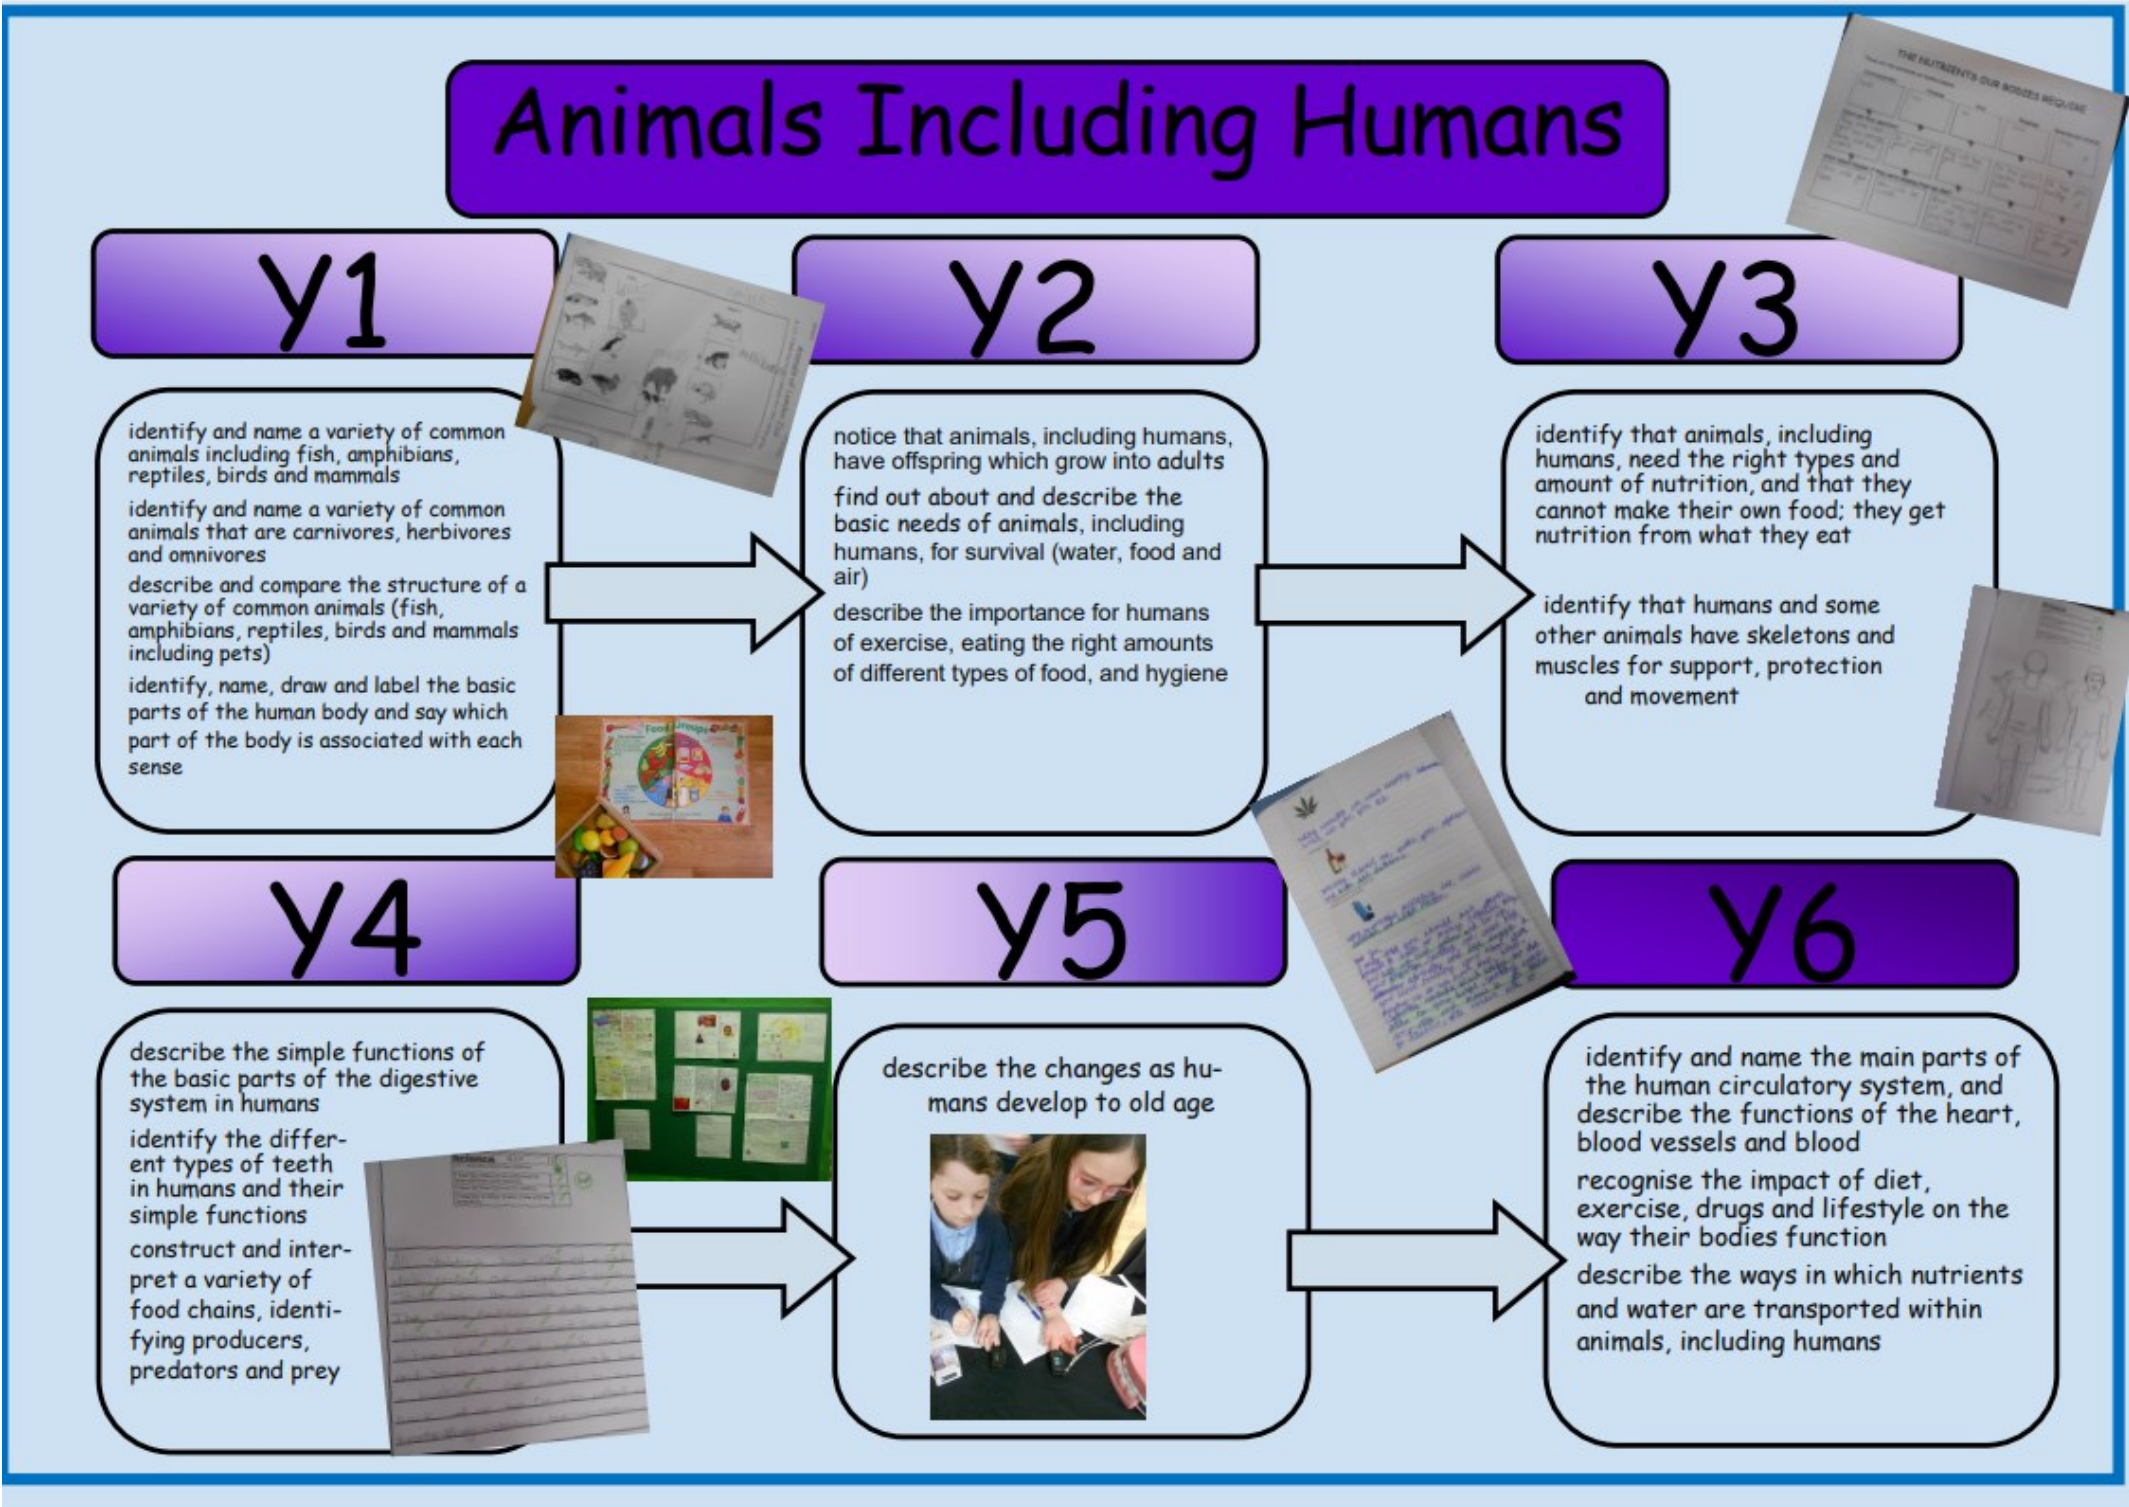 Animals Including Humans
Y1
identify and name a variety of common
animals including fish, amphibians,
reptiles, birds and mammals
identify and name a variety of common
animals that are carnivores, herbivores
and omnivores
describe and compare the structure of a
variety of common animals (fish,
amphibians, reptiles, birds and mammals
including pets)
identify, name, draw and label the basic
parts of the human body and say which
part of the body is associated with each
sense
Y2
notice that animals, including humans,
have offspring which grow into adults
find out about and describe the
basic needs of animals, including
humans, for survival (water, food and
air)
describe the importance for humans
of exercise, eating the right amounts
of different types of food, and hygiene
Food Groups
Y3
THE NUTRIENTS OUR BODIES REQUIRE
identify that animals, including
humans, need the right types and
amount of nutrition, and that they
cannot make their own food; they get
nutrition from what they eat
identify that humans and some
other animals have skeletons and
muscles for support, protection
and movement
Y4
describe the simple functions of
the basic parts of the digestive
system in humans
identify the differ-
ent types of teeth
in humans and their
simple functions
construct and inter-
pret a variety of
food chains, identi-
fying producers,
predators and prey
Science
Y5
describe the changes as hu-
mans develop to old age
Y6
identify and name the main parts of
the human circulatory system, and
describe the functions of the heart,
blood vessels and blood
recognise the impact of diet,
exercise, drugs and lifestyle on the
way their bodies function
describe the ways in which nutrients
and water are transported within
animals, including humans